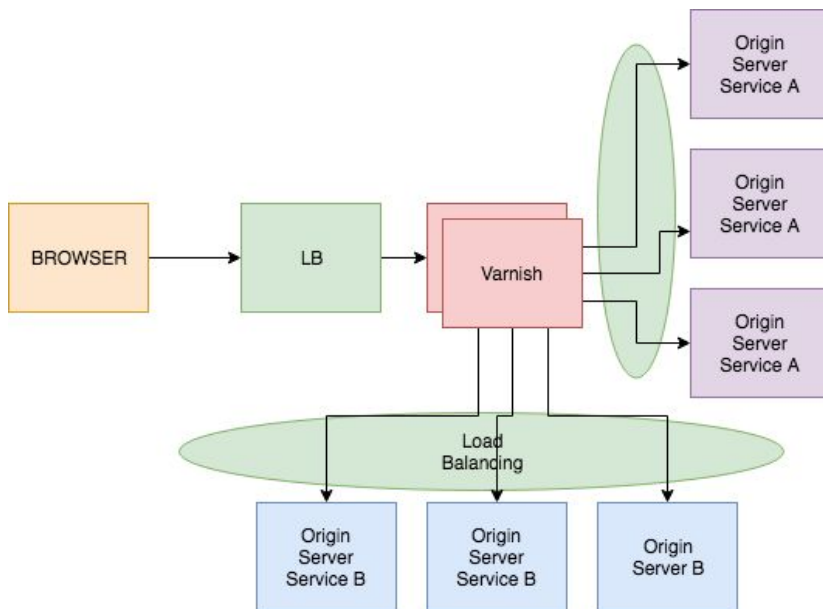 Origin
Server
Service A
BROWSER
LB
Varnish
Origin
Server
Service A
Origin
Server
Service A
Load
Balancing
Origin
Server
Service B
Origin
Server
Service B
Origin
Server B